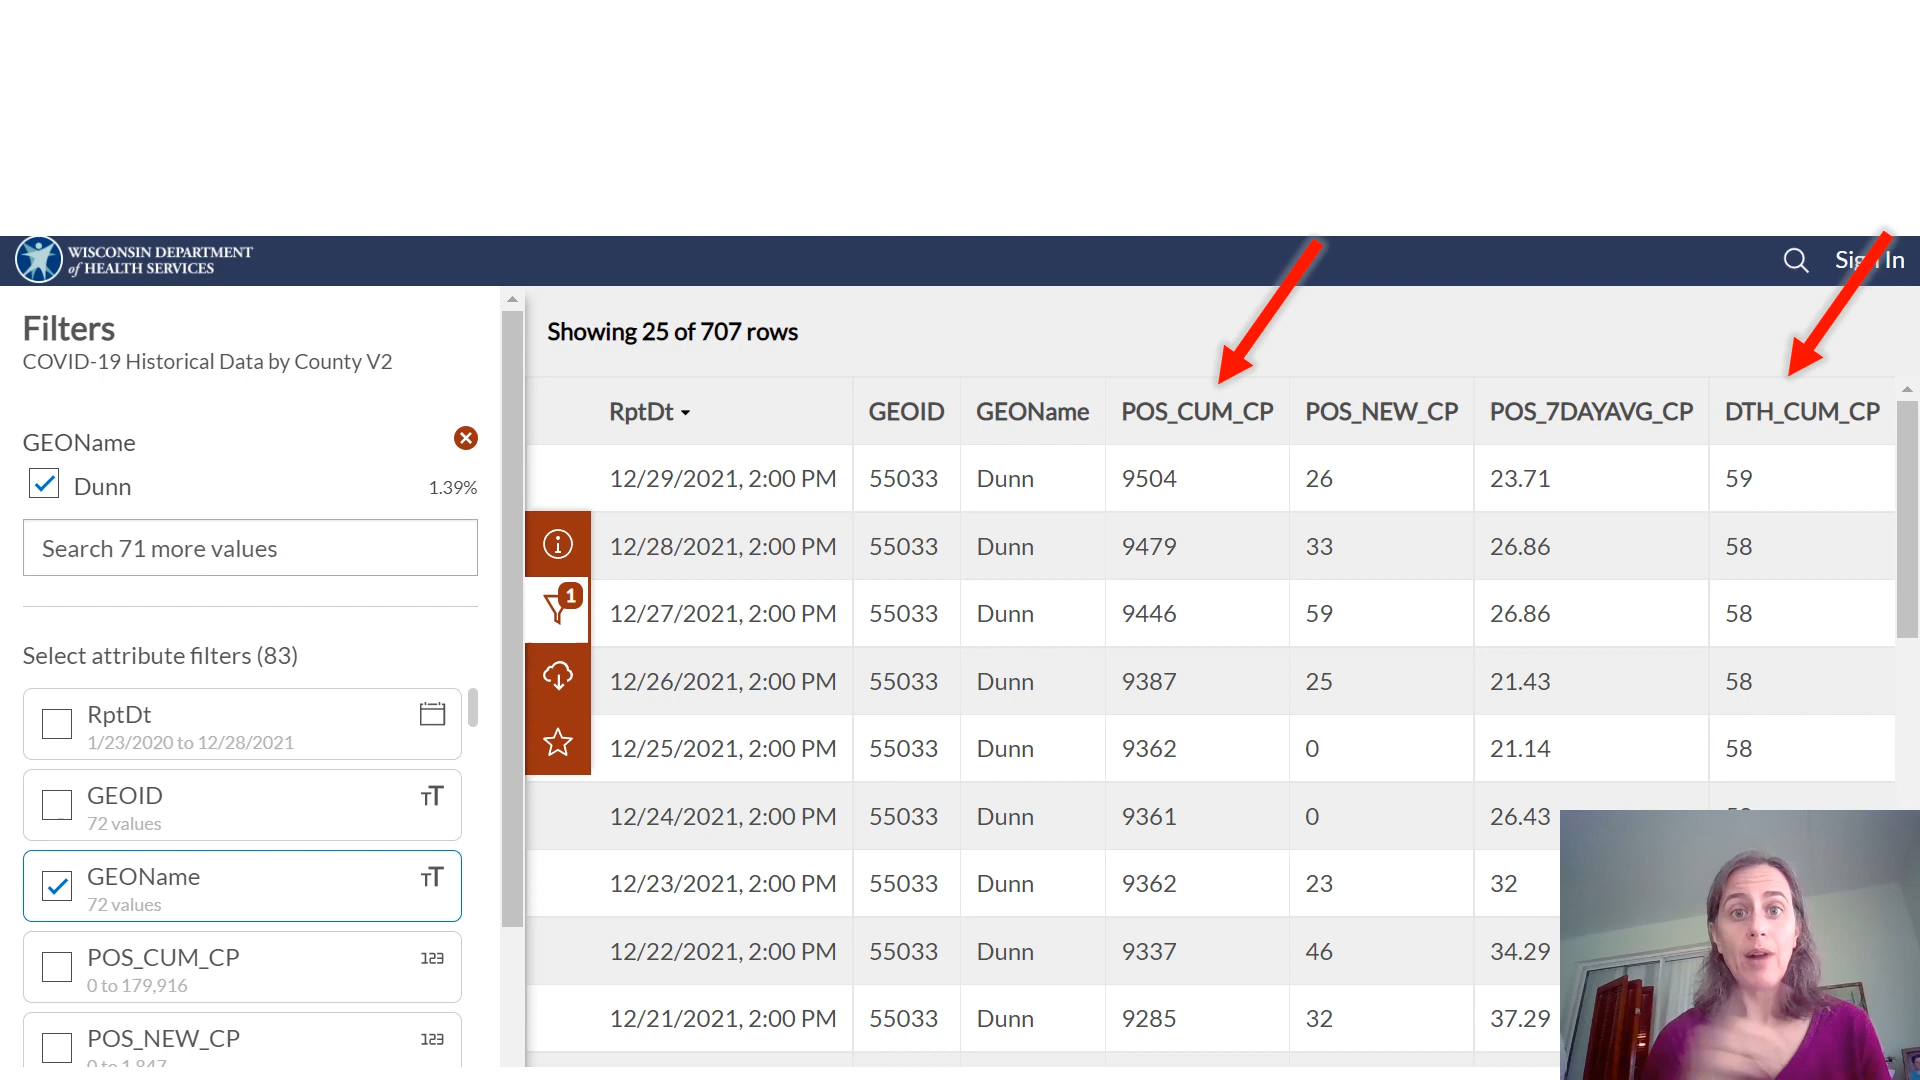 WISCONSIN DEPARTMENT
of HEALTH SERVICES
Filters
COVID-19 Historical Data by County V2
GEOName
Dunn 1.39%
Search 71 more values
Select attribute filters (83)
RptDt
1/23/2020 to 12/28/2021
GEOID
72 values
GEOName
72 values
POS_CUM_CP
0 to 179,916
POS_NEW_CP
0 to 1,847
1
Showing 25 of 707 rows
RptDt GEOID GEOName POS_CUM_CP POS_NEW_CP POS_7DAYAVG_CP DTH_CUM_CP
12/29/2021, 2:00 PM 55033 Dunn 9504 26 23.71 59
12/28/2021, 2:00 PM 55033 Dunn 9479 33 26.86 58
12/27/2021, 2:00 PM 55033 Dunn 9446 59 26.86 58
12/26/2021, 2:00 PM 55033 Dunn 9387 25 21.43 58
12/25/2021, 2:00 PM 55033 Dunn 9362 0 21.14 58
12/24/2021, 2:00 PM 55033 Dunn 9361 0 26.43
12/23/2021, 2:00 PM 55033 Dunn 9362 23 32
12/22/2021, 2:00 PM 55033 Dunn 9337 46 34.29
12/21/2021, 2:00 PM 55033 Dunn 9285 32 37.29